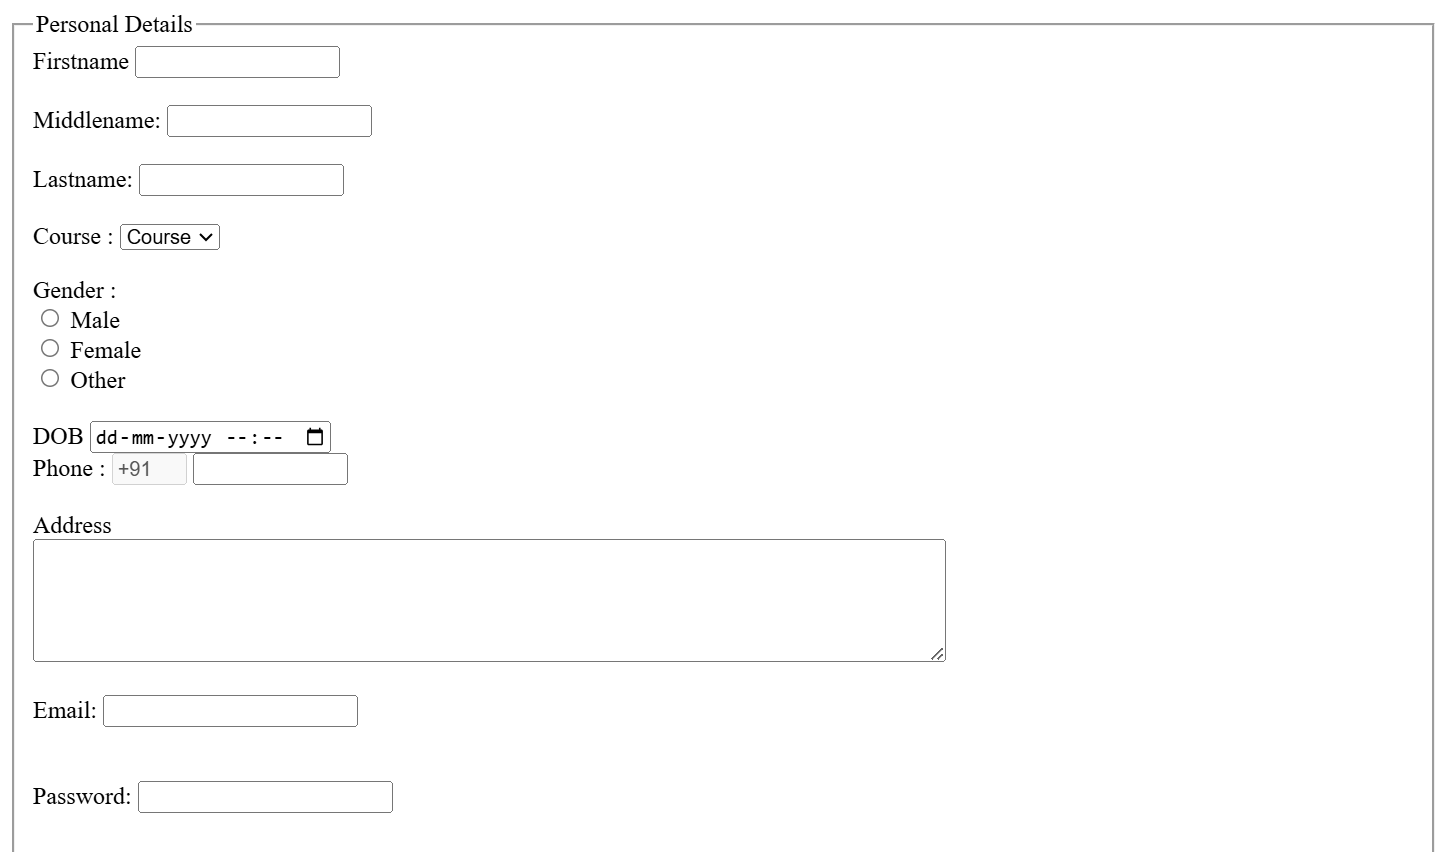 Personal Details
Firstname
Middlename:
Lastname:
Course : Course
Gender :
Male
Female
Other
DOB dd-mm-yyyy --:--
Phone : +91
Address
Email:
Password: